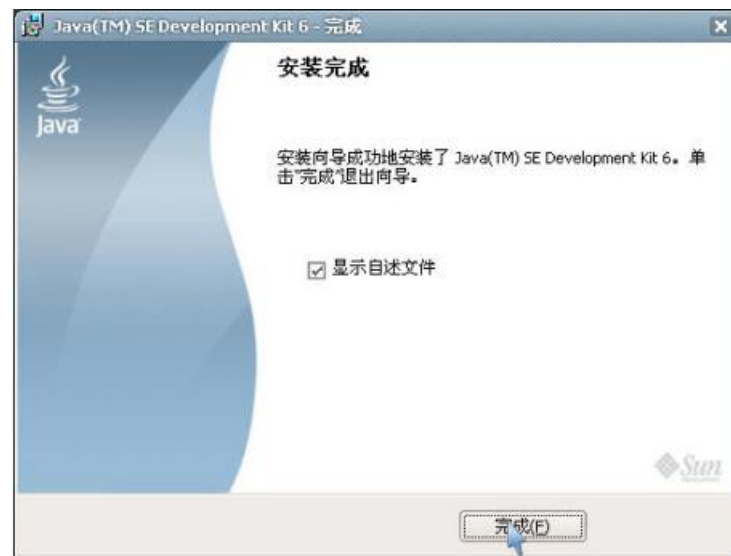 Java(TM) SE Development Kit 6 - 完成
Java
安装完成
安装向导成功地安装了 Java(TM) SE Development Kit 6。单
击"完成"退出向导。
显示自述文件
Sun
完成(F)